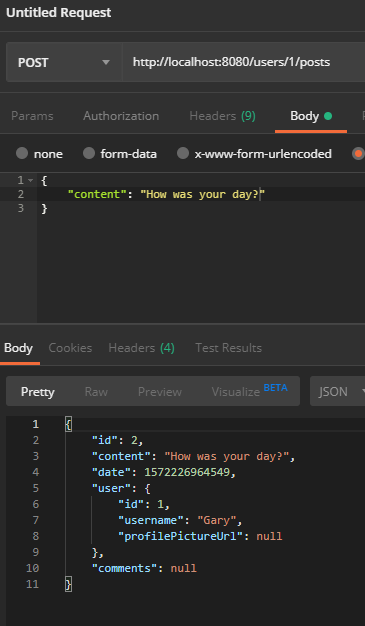 Untitled Request
POST http://localhost:8080/users/1/posts
Params Authorization Headers (9) Body
none form-data x-www-form-urlencoded
1 {
2 "content": "How was your day?"
3 }
Body Cookies Headers (4) Test Results
Pretty Raw Preview Visualize BETA JSON
1 {
2 "id": 2,
3 "content": "How was your day?",
4 "date": 1572226964549,
5 "user": {
6 "id": 1,
7 "username": "Gary",
8 "profilePictureUrl": null
9 },
10 "comments": null
11 }